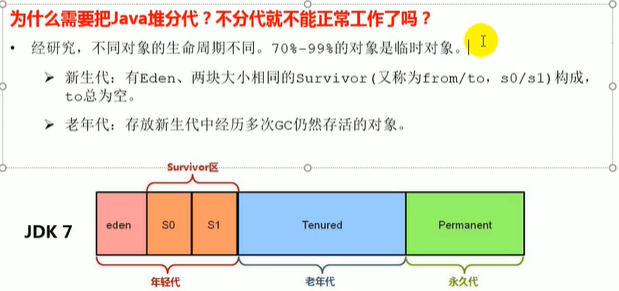 为什么需要把Java堆分代？不分代就不能正常工作了吗？
• 经研究，不同对象的生命周期不同。70%-99%的对象是临时对象。
➤ 新生代：有Eden、两块大小相同的Survivor(又称为from/to，s0/s1)构成，
to总为空。
➤ 老年代：存放新生代中经历多次GC仍然存活的对象。
Survivor区
JDK 7
eden
S0
S1
Tenured
Permanent
年轻代
老年代
永久代